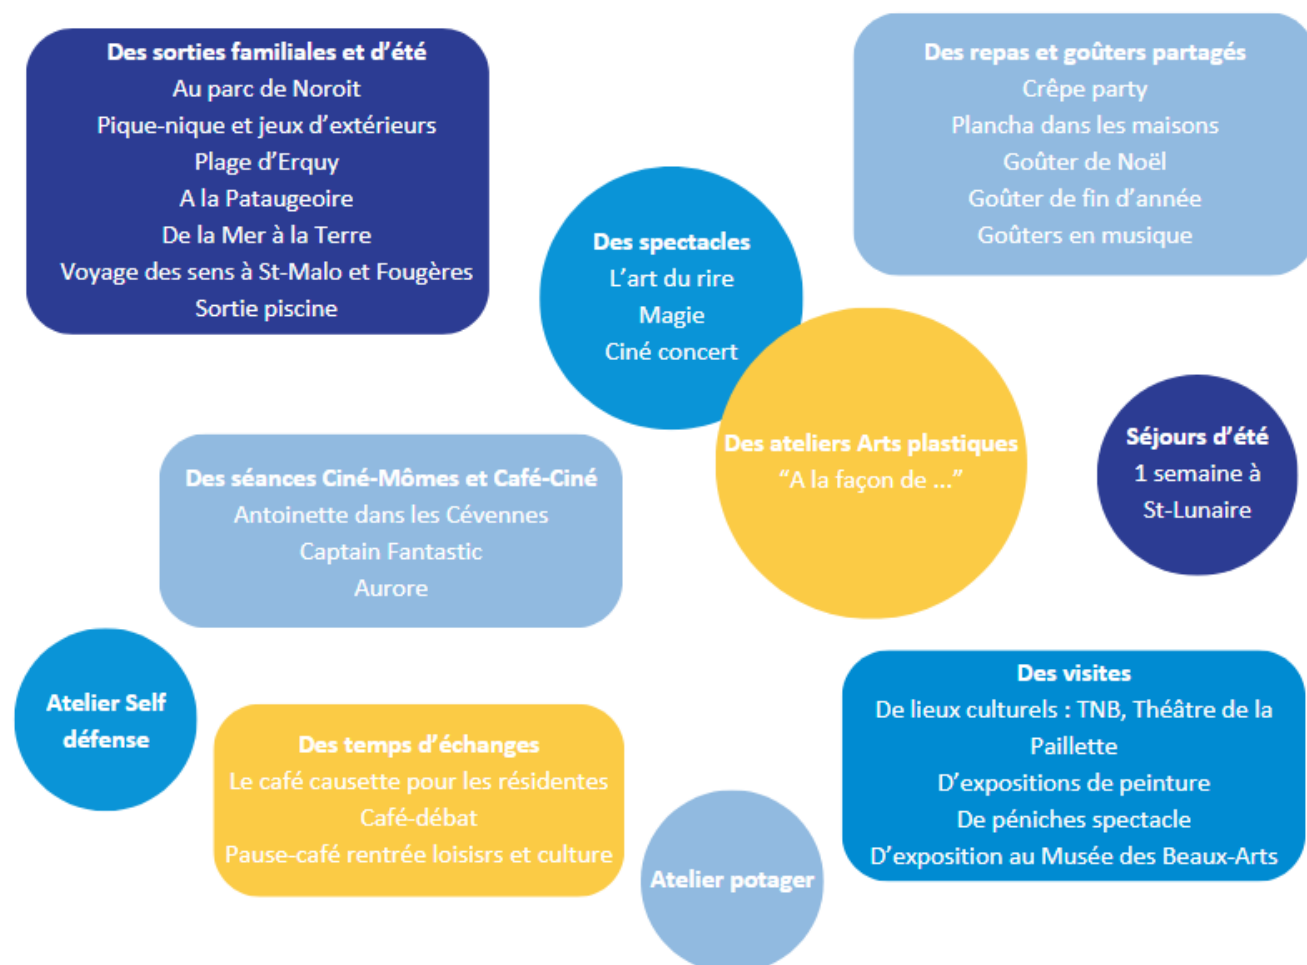 Des sorties familiales et d’été
Au parc de Noroit
Pique-nique et jeux d’extérieurs
Plage d’Erquy
A la Pataugeoire
De la Mer à la Terre
Voyage des sens à St-Malo et Fougères
Sortie piscine
Des repas et goûters partagés
Crêpe party
Plancha dans les maisons
Goûter de Noël
Goûter de fin d’année
Goûters en musique
Des spectacles
L’art du rire
Magie
Ciné concert
Des ateliers Arts plastiques
“A la façon de ...”
Séjours d’été
1 semaine à
St-Lunaire
Des séances Ciné-Mômes et Café-Ciné
Antoinette dans les Cévennes
Captain Fantastic
Aurore
Atelier Self
défense
Des temps d’échanges
Le café causette pour les résidentes
Café-débat
Pause-café rentrée loisisrs et culture
Atelier potager
Des visites
De lieux culturels : TNB, Théâtre de la
Paillette
D’expositions de peinture
De péniches spectacle
D’exposition au Musée des Beaux-Arts